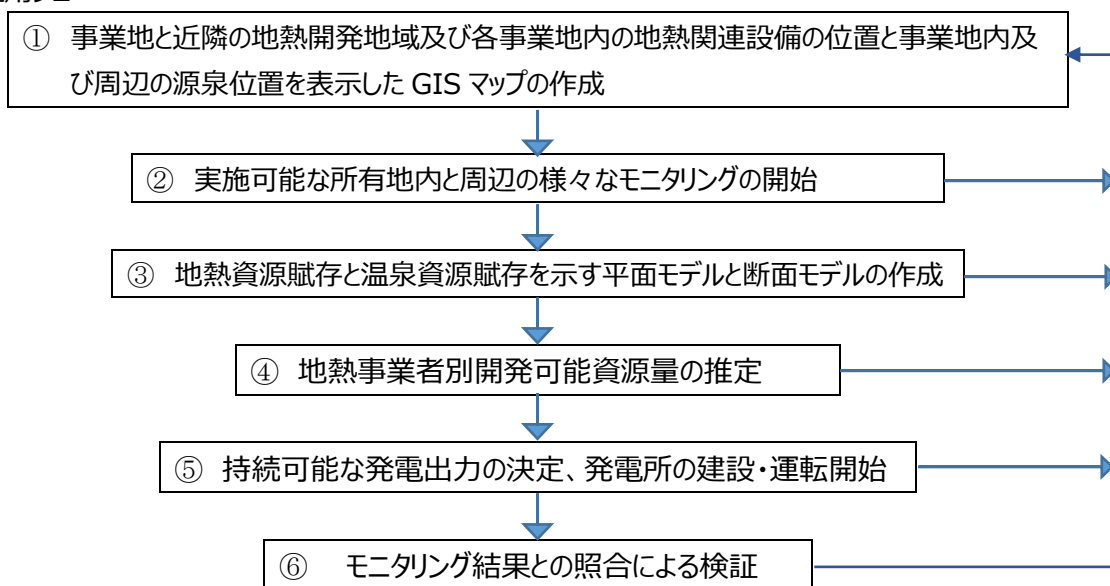 ① 事業地と近隣の地熱開発地域及び各事業地内の地熱関連設備の位置と事業地内及
び周辺の源泉位置を表示した GIS マップの作成
② 実施可能な所有地内と周辺の様々なモニタリングの開始
③ 地熱資源賦存と温泉資源賦存を示す平面モデルと断面モデルの作成
④ 地熱事業者別開発可能資源量の推定
⑤ 持続可能な発電出力の決定、発電所の建設・運転開始
⑥ モニタリング結果との照合による検証